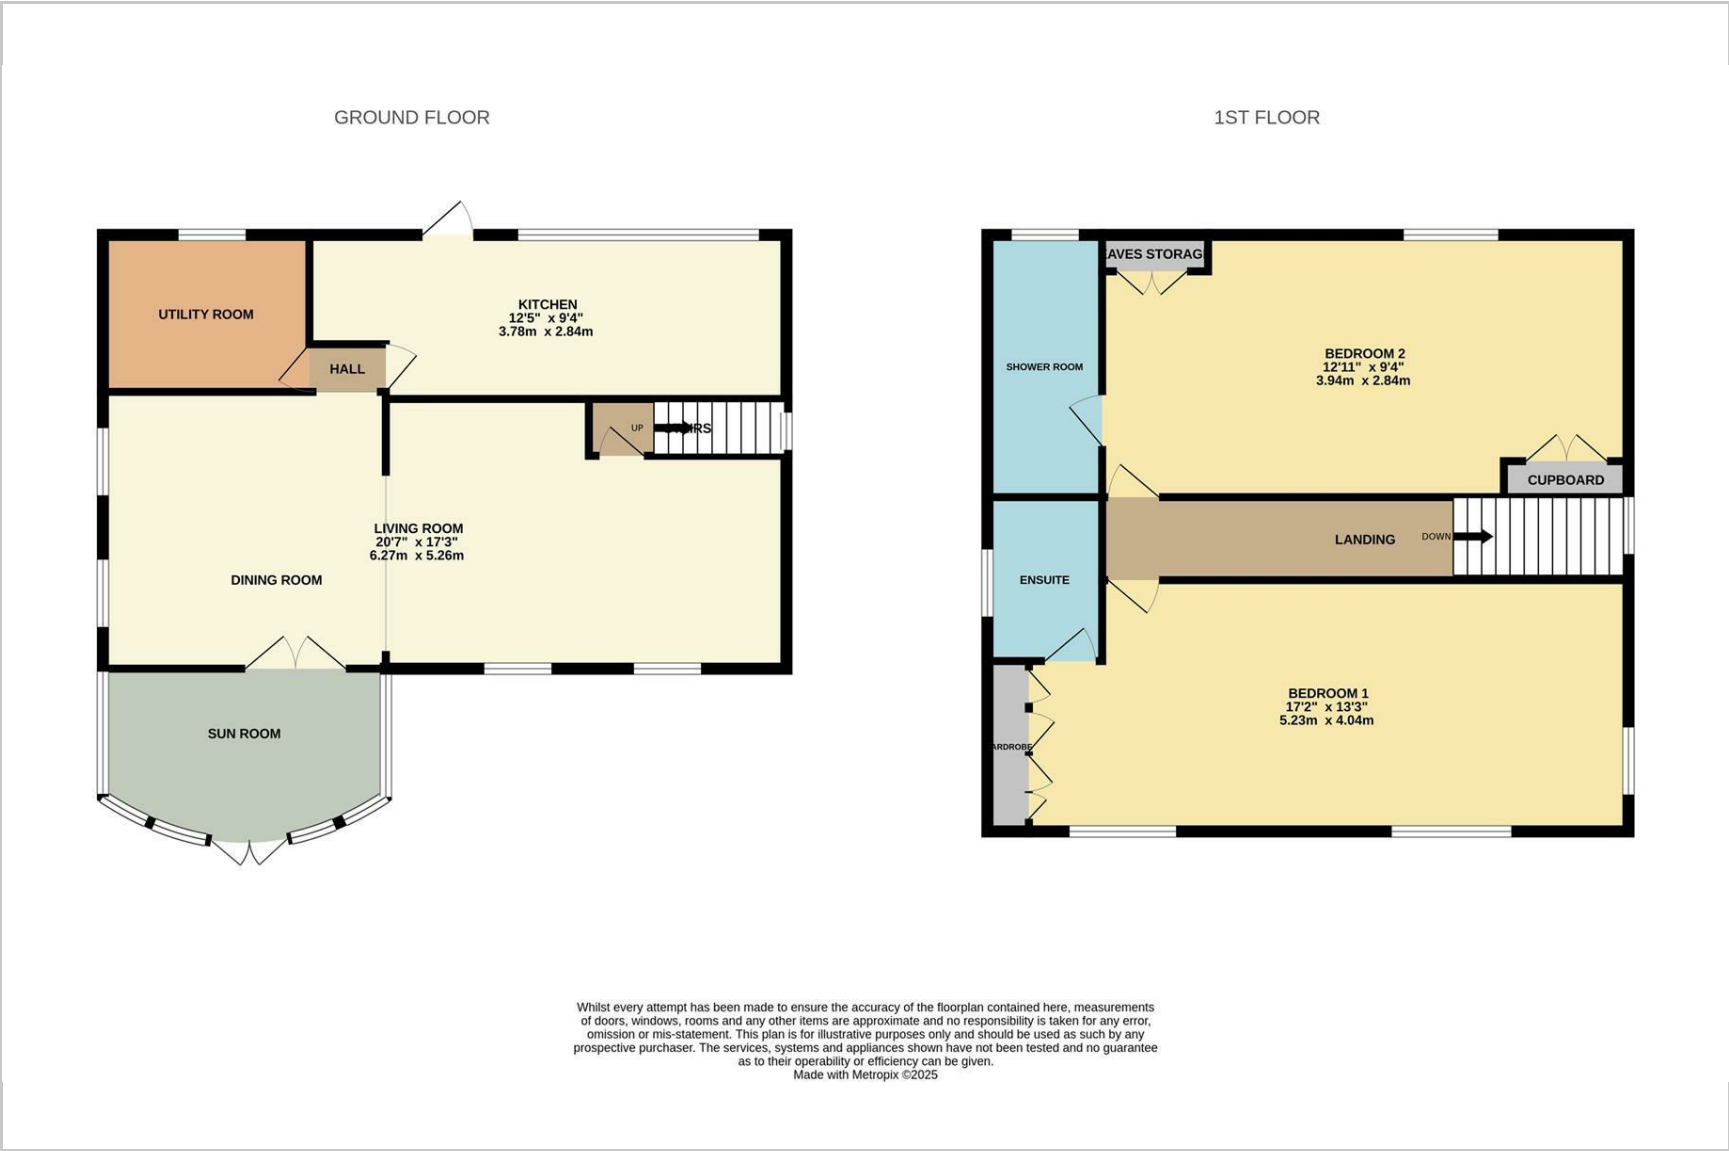 GROUND FLOOR
1ST FLOOR
UTILITY ROOM
KITCHEN
12'5" x 9'4"
3.78m x 2.84m
HALL
UP
LIVING ROOM
20'7" x 17'3"
6.27m x 5.26m
DINING ROOM
SUN ROOM
AVES STORAG
SHOWER ROOM
BEDROOM 2
12'11" x 9'4"
3.94m x 2.84m
CUPBOARD
LANDING
DOWN
ENSUITE
BEDROOM 1
17'2" x 13'3"
5.23m x 4.04m
ARDROBE
Whilst every attempt has been made to ensure the accuracy of the floorplan contained here, measurements
of doors, windows, rooms and any other items are approximate and no responsibility is taken for any error,
omission or mis-statement. This plan is for illustrative purposes only and should be used as such by any
prospective purchaser. The services, systems and appliances shown have not been tested and no guarantee
as to their operability or efficiency can be given.
Made with Metropix ©2025